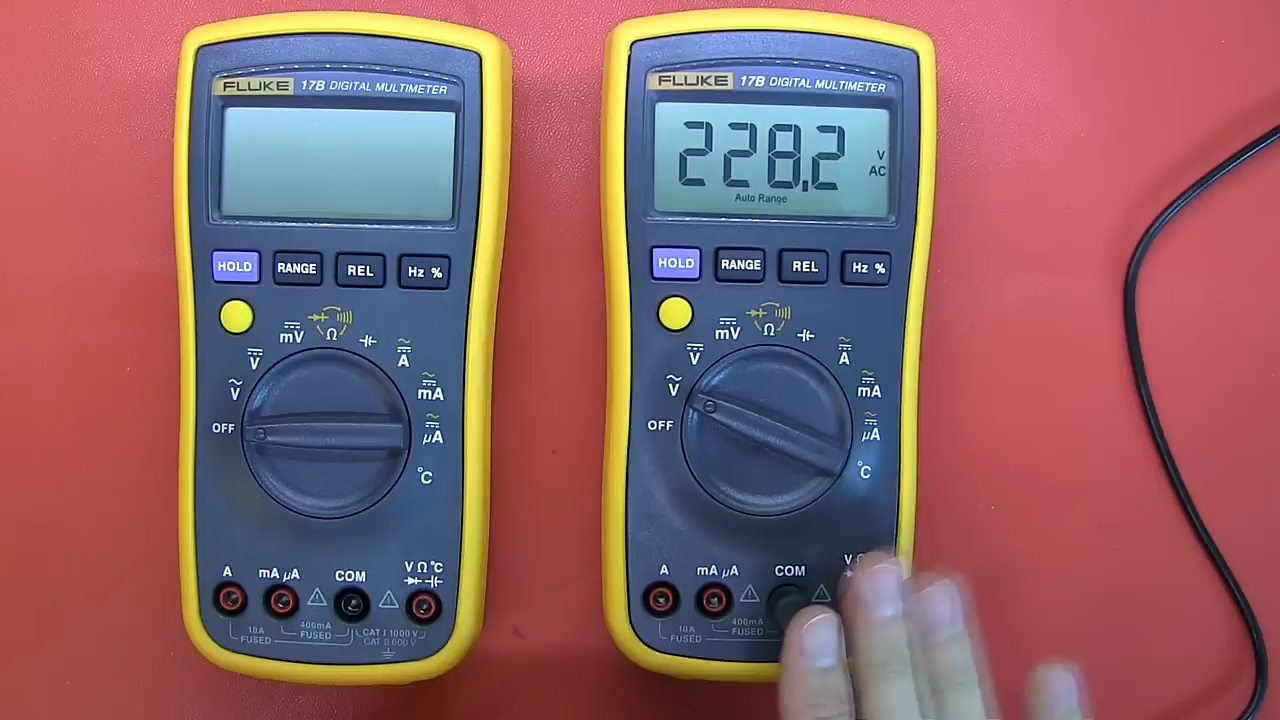 FLUKE 17B DIGITAL MULTIMETER
HOLD RANGE REL Hz %
mV Ω
V A
V mA
OFF µA
°C
A mA µA COM V Ω °C
10A FUSED 400mA FUSED CAT I 1000 V
CAT II 600 V
FLUKE 17B DIGITAL MULTIMETER
228.2 V AC
Auto Range
HOLD RANGE REL Hz %
mV Ω
V A
V mA
OFF µA
°C
A mA µA COM V
10A FUSED 400mA FUSED